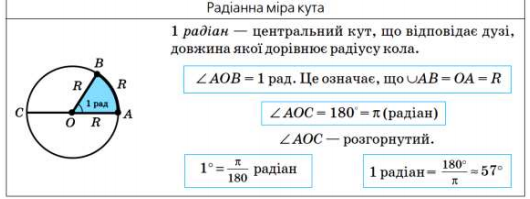 Радіанна міра кута
1 радіан — центральний кут, що відповідає дузі,
довжина якої дорівнює радіусу кола.
B
R
R
1 рад
C
O
R
A
∠AOB = 1 рад. Це означає, що ∪AB = OA = R
∠AOC = 180° = π (радіан)
∠AOC — розгорнутий.
1° = π/180 радіан
1 радіан = 180°/π ≈ 57°